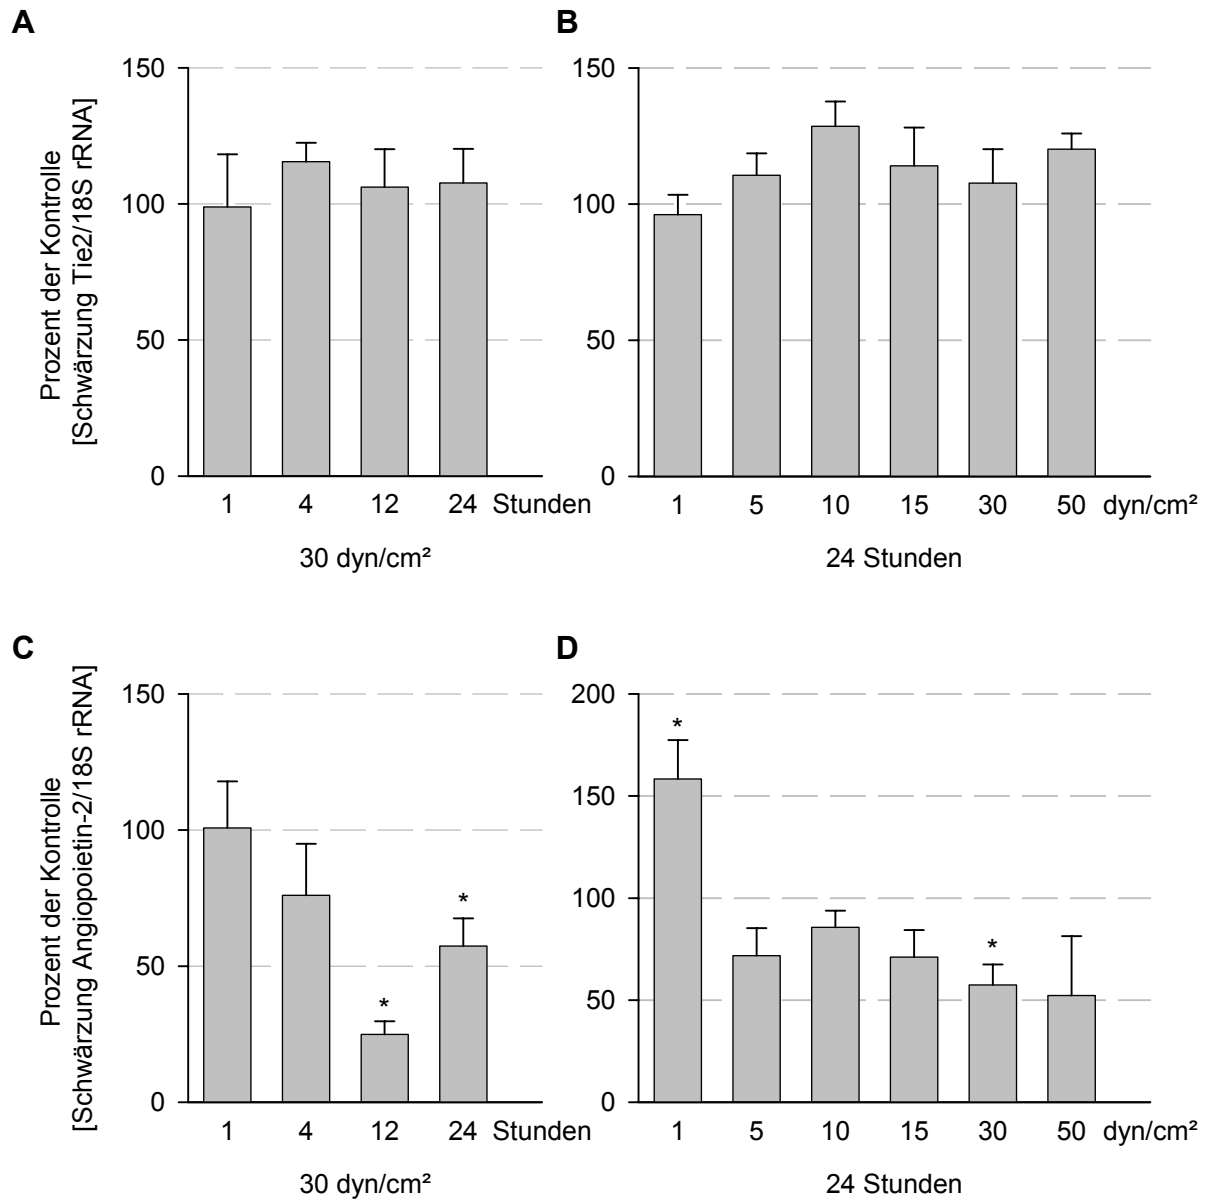 A
B
Prozent der Kontrolle
[Schwärzung Tie2/18S rRNA]
150
100
50
0
1 4 12 24 Stunden
30 dyn/cm²
150
100
50
0
1 5 10 15 30 50 dyn/cm²
24 Stunden
C
D
Prozent der Kontrolle
[Schwärzung Angiopoietin-2/18S rRNA]
150
100
50
0
*
*
1 4 12 24 Stunden
30 dyn/cm²
200
150
100
50
0
*
*
1 5 10 15 30 50 dyn/cm²
24 Stunden